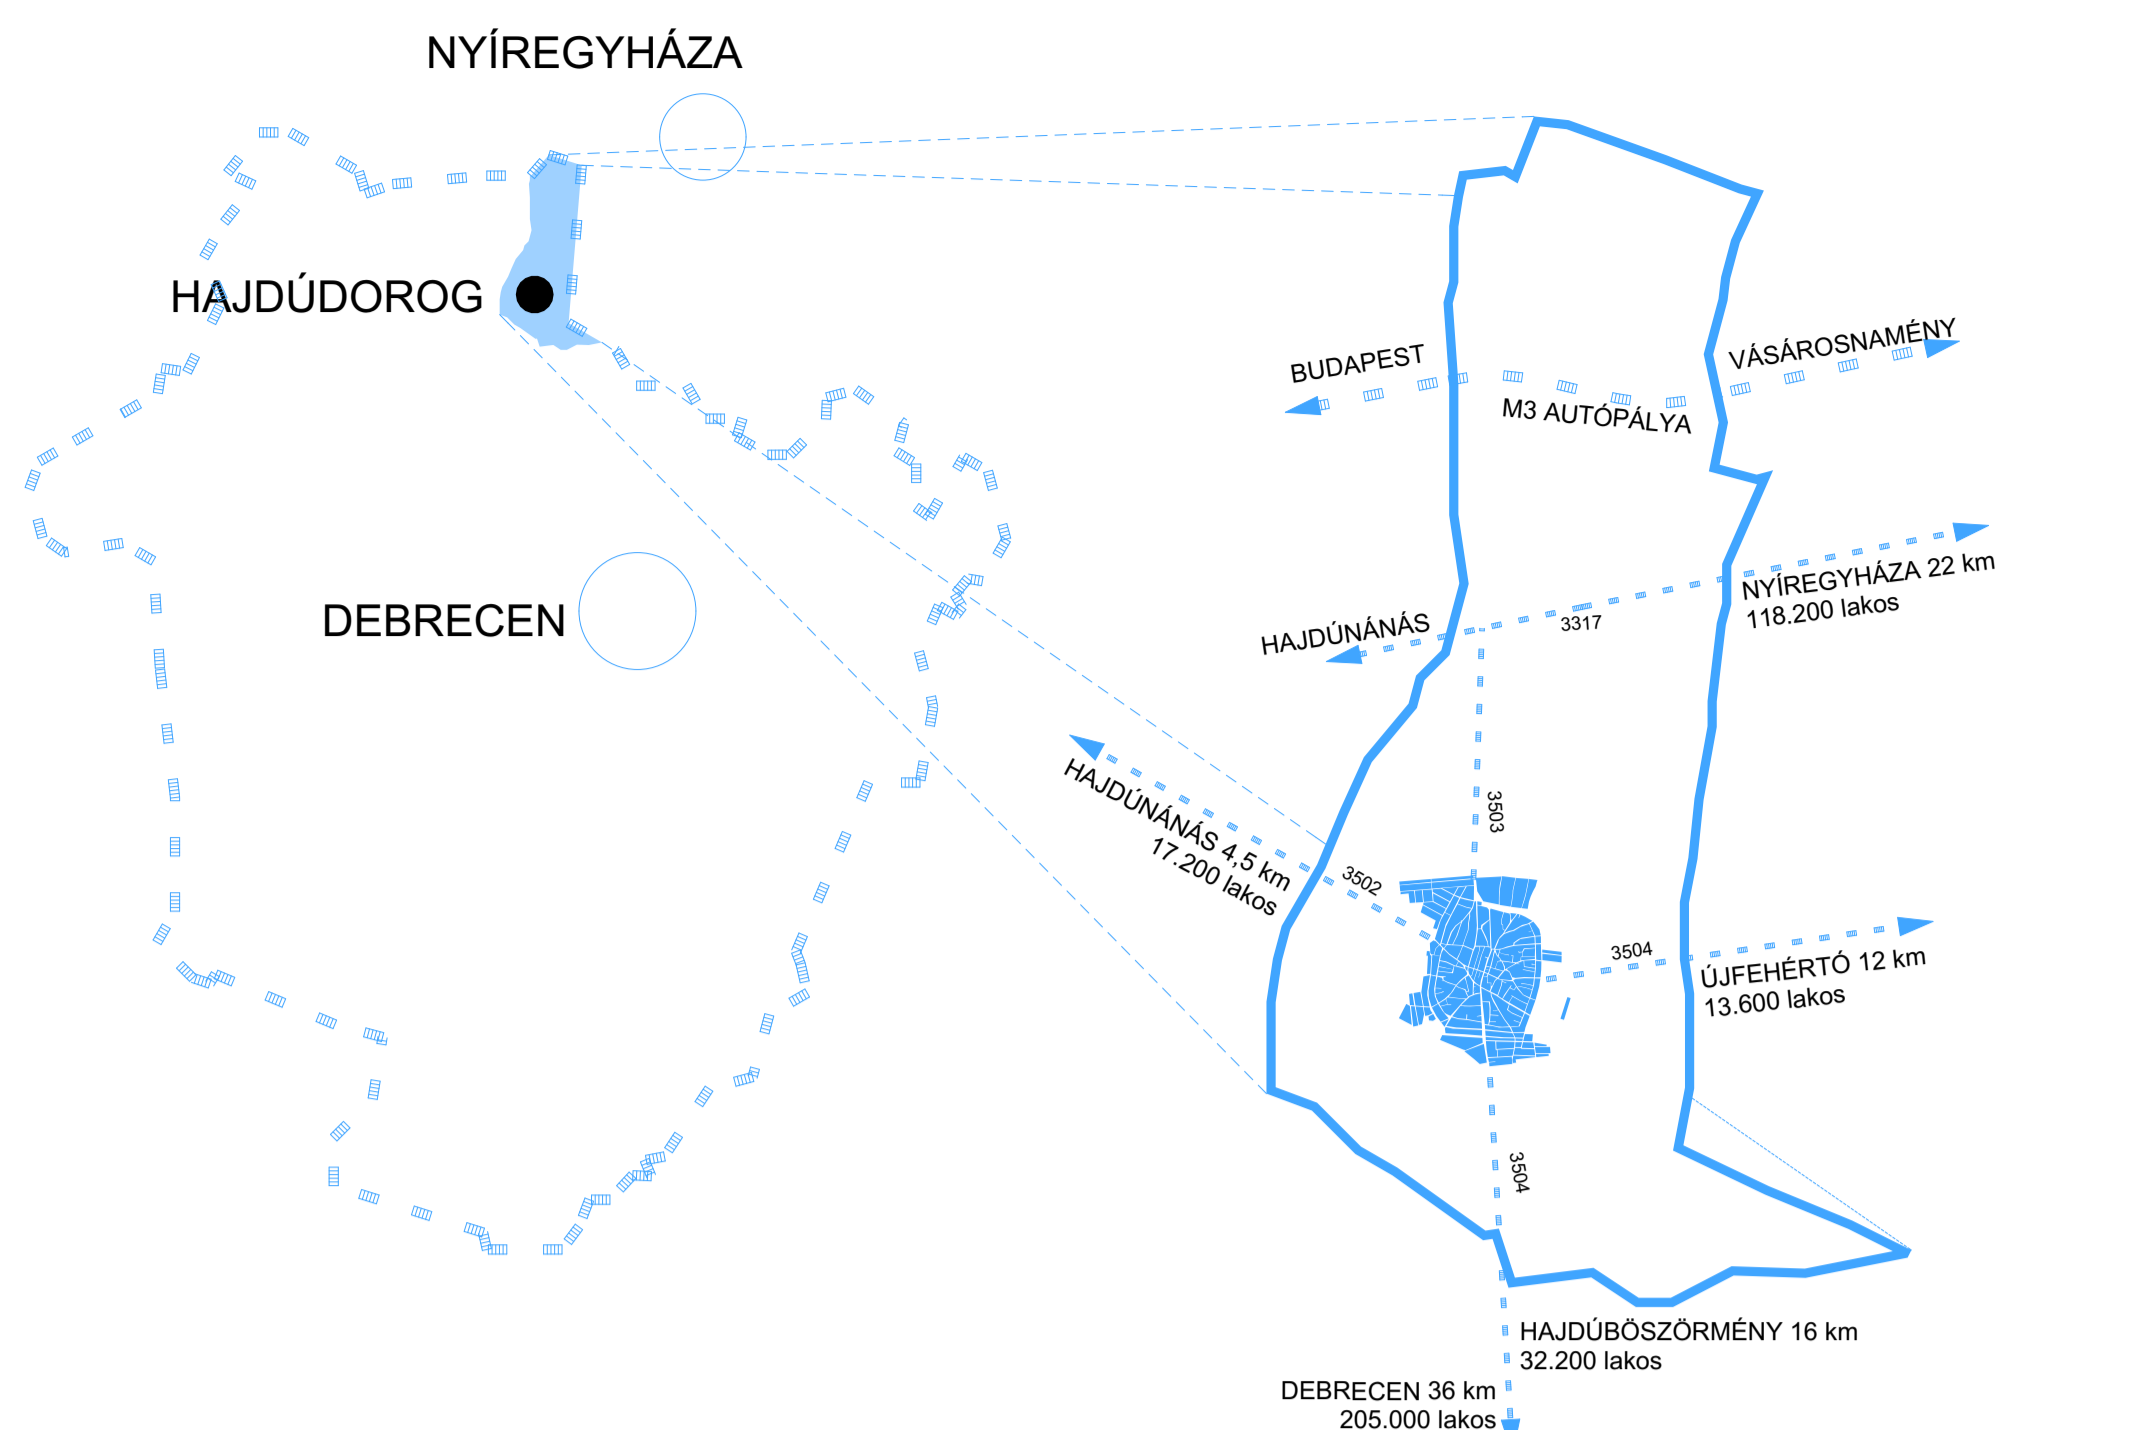 NYÍREGYHÁZA
HAJDÚDOROG
DEBRECEN
BUDAPEST
VÁSÁROSNAMÉNY
M3 AUTÓPÁLYA
NYÍREGYHÁZA 22 km
118.200 lakos
HAJDÚNÁNÁS
3317
3503
HAJDÚNÁNÁS 4,5 km
17.200 lakos
3502
3504
ÚJFEHÉRTÓ 12 km
13.600 lakos
3504
HAJDÚBÖSZÖRMÉNY 16 km
32.200 lakos
DEBRECEN 36 km
205.000 lakos